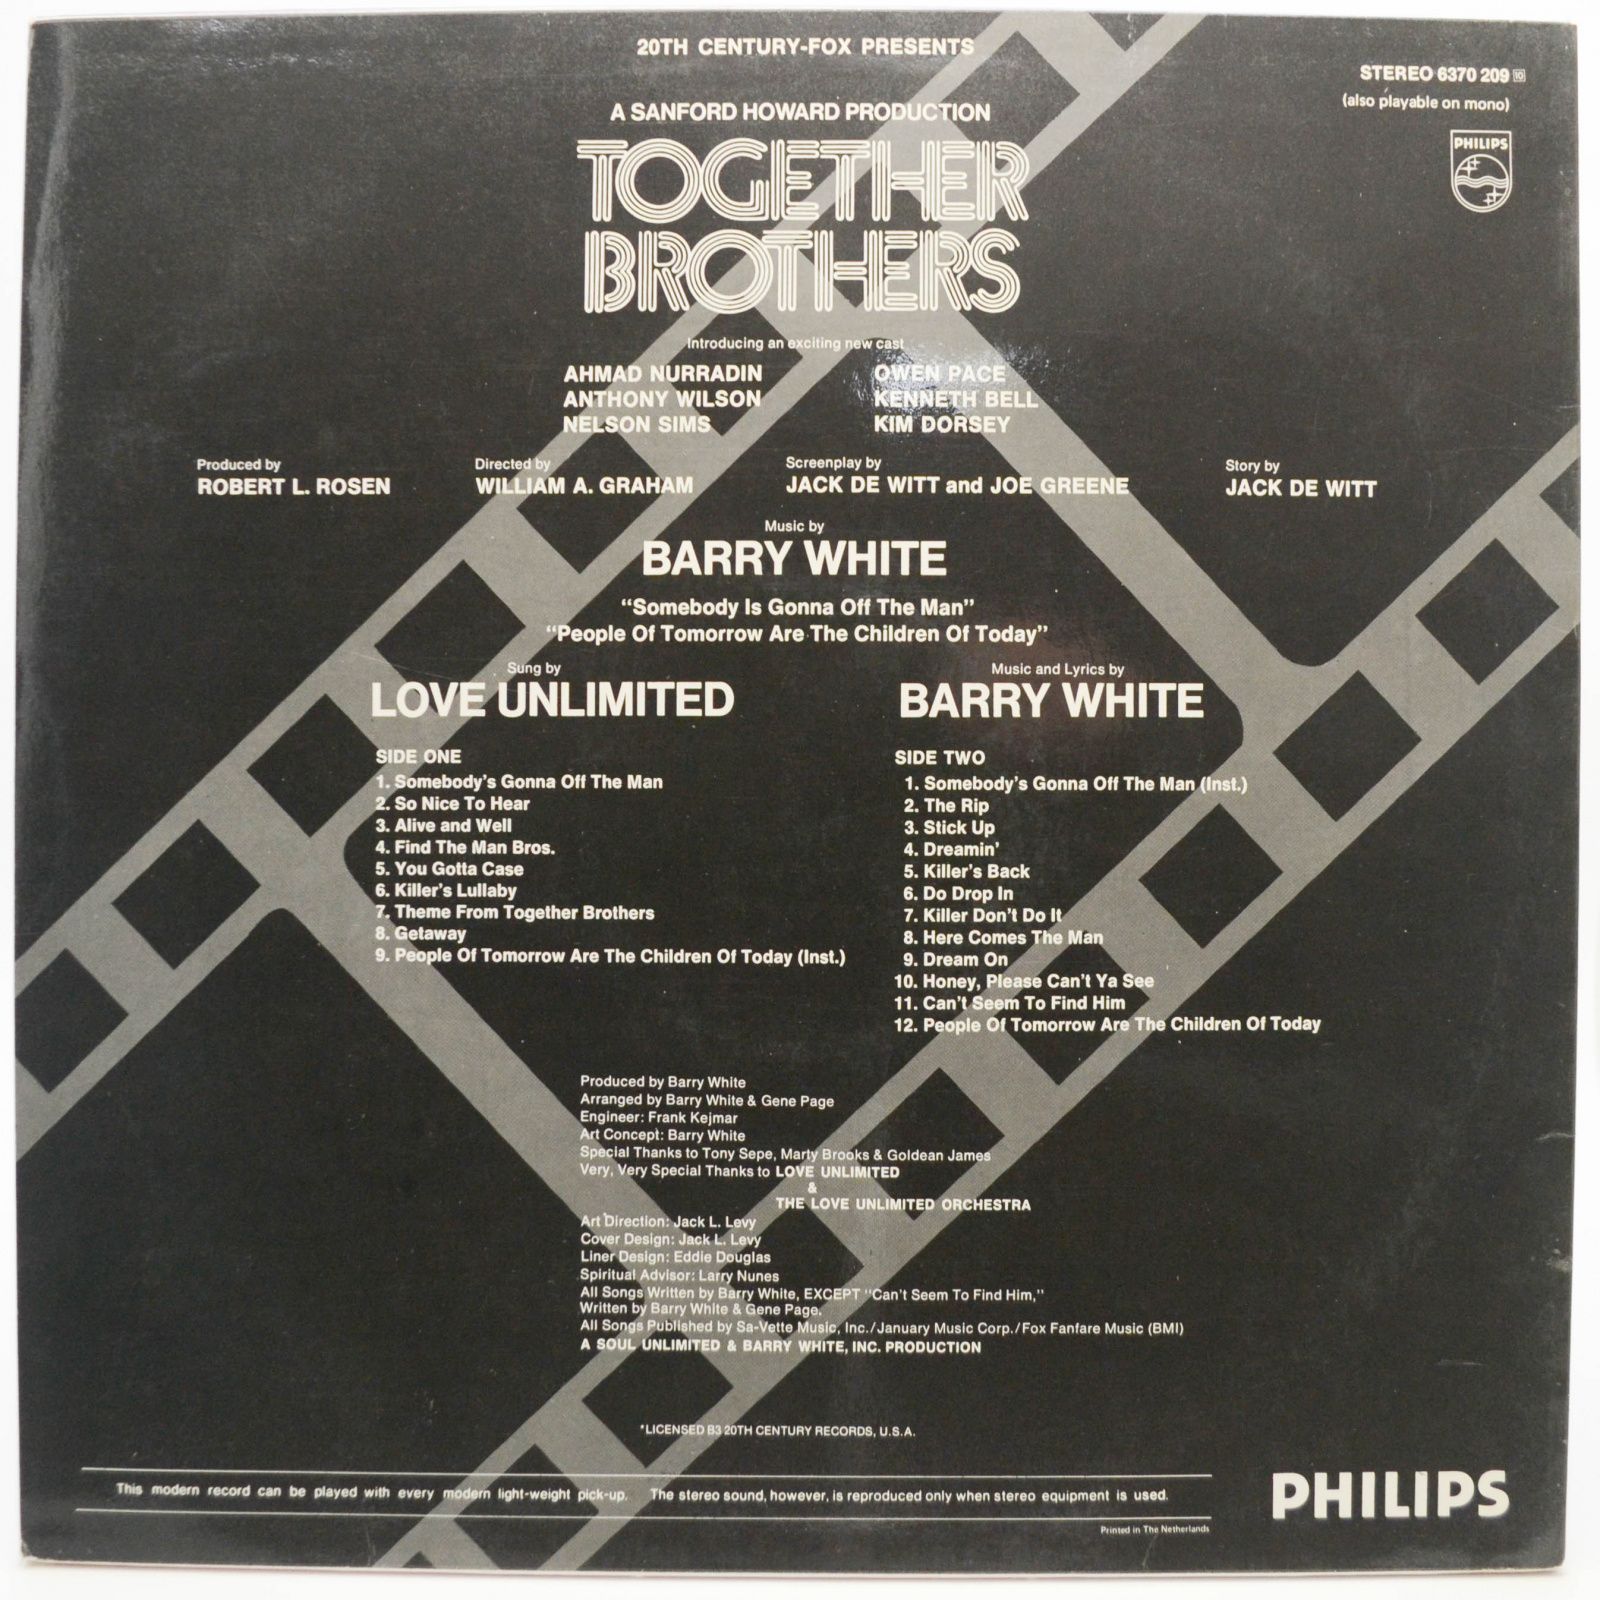 20TH CENTURY-FOX PRESENTS
STEREO 6370 209 10
(also playable on mono)
PHILIPS
A SANFORD HOWARD PRODUCTION
TOGETHER
BROTHERS
Introducing an exciting new cast
AHMAD NURRADIN OWEN PACE
ANTHONY WILSON KENNETH BELL
NELSON SIMS KIM DORSEY
Produced by Directed by Screenplay by Story by
ROBERT L. ROSEN WILLIAM A. GRAHAM JACK DE WITT and JOE GREENE JACK DE WITT
Music by
BARRY WHITE
“Somebody Is Gonna Off The Man”
“People Of Tomorrow Are The Children Of Today”
Sung by
LOVE UNLIMITED
Music and Lyrics by
BARRY WHITE
SIDE ONE
1. Somebody's Gonna Off The Man
2. So Nice To Hear
3. Alive and Well
4. Find The Man Bros.
5. You Gotta Case
6. Killer's Lullaby
7. Theme From Together Brothers
8. Getaway
9. People Of Tomorrow Are The Children Of Today (Inst.)
SIDE TWO
1. Somebody's Gonna Off The Man (Inst.)
2. The Rip
3. Stick Up
4. Dreamin'
5. Killer's Back
6. Do Drop In
7. Killer Don't Do It
8. Here Comes The Man
9. Dream On
10. Honey, Please Can't Ya See
11. Can't Seem To Find Him
12. People Of Tomorrow Are The Children Of Today
Produced by Barry White
Arranged by Barry White & Gene Page
Engineer: Frank Kejmar
Art Concept: Barry White
Special Thanks to Tony Sepe, Marty Brooks & Goldean James
Very, Very Special Thanks to LOVE UNLIMITED
&
THE LOVE UNLIMITED ORCHESTRA
Art Direction: Jack L. Levy
Cover Design: Jack L. Levy
Liner Design: Eddie Douglas
Spiritual Advisor: Larry Nunes
All Songs Written by Barry White, EXCEPT "Can't Seem To Find Him,"
Written by Barry White & Gene Page.
All Songs Published by Sa-Vette Music, Inc./January Music Corp./Fox Fanfare Music (BMI)
A SOUL UNLIMITED & BARRY WHITE, INC. PRODUCTION
*LICENSED B3 20TH CENTURY RECORDS, U.S.A.
This modern record can be played with every modern light-weight pick-up. The stereo sound, however, is reproduced only when stereo equipment is used.
Printed in The Netherlands
PHILIPS